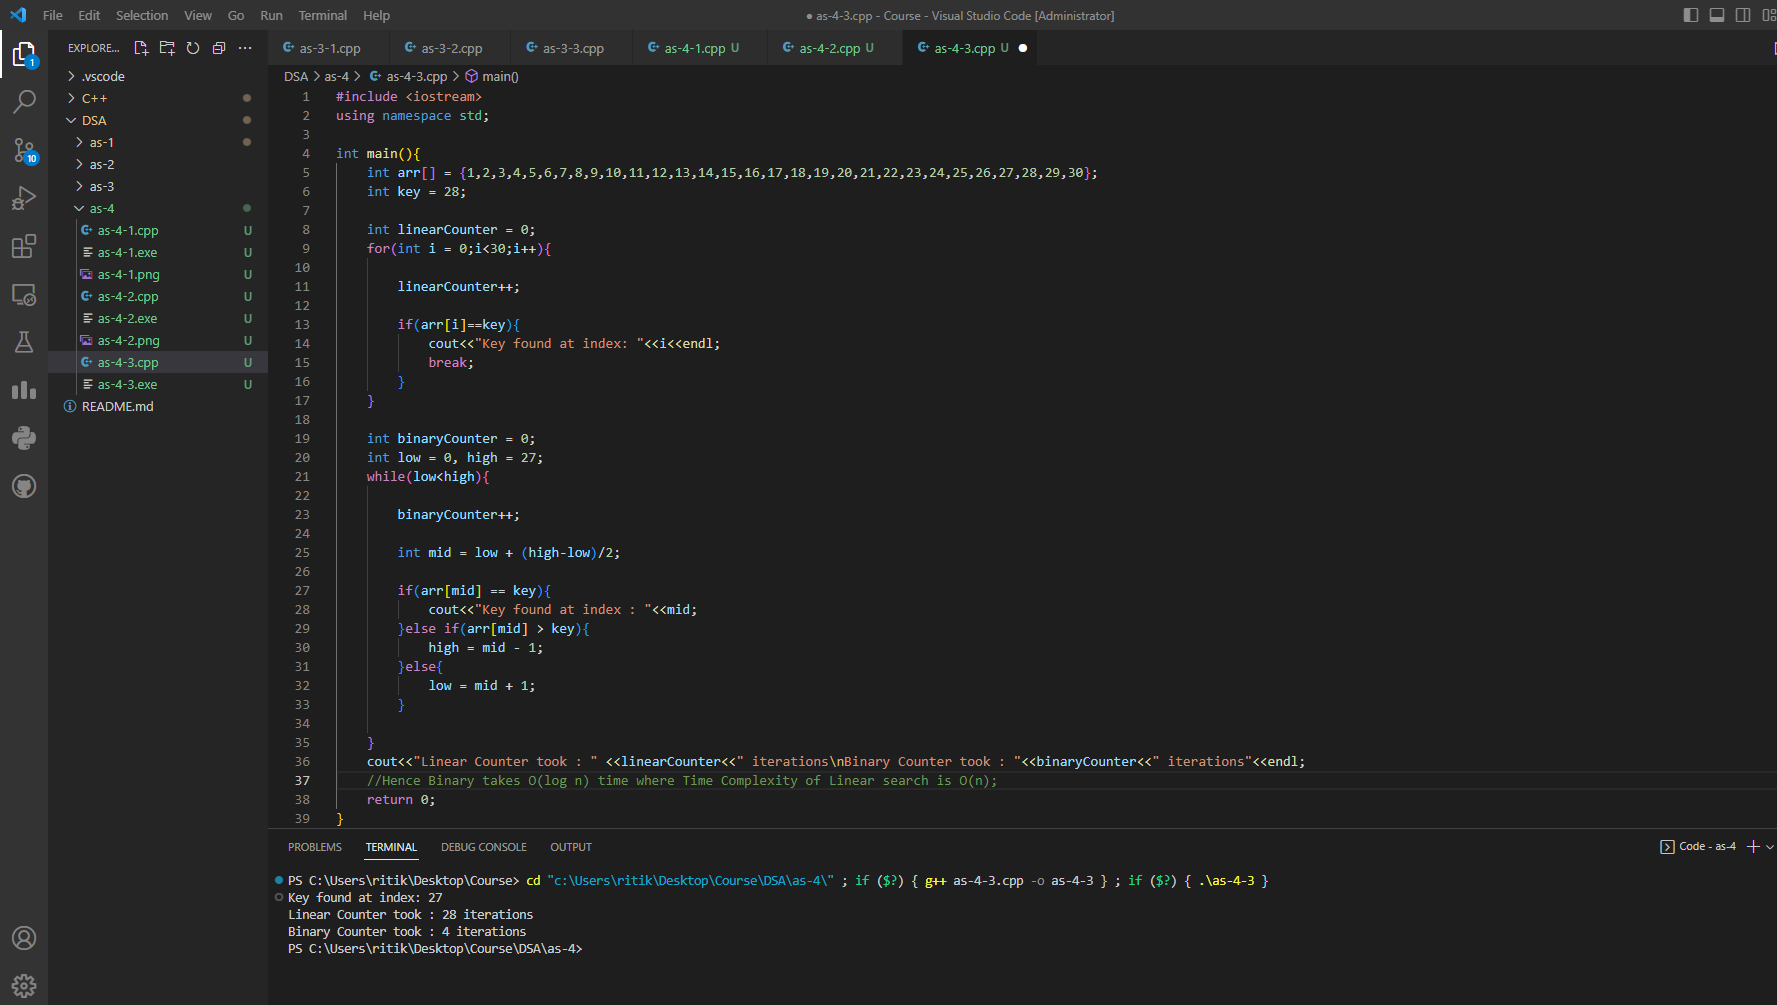 File Edit Selection View Go Run Terminal Help
● as-4-3.cpp - Course - Visual Studio Code [Administrator]
EXPLORE...
as-3-1.cpp
as-3-2.cpp
as-3-3.cpp
as-4-1.cpp U
as-4-2.cpp U
as-4-3.cpp U
1
10
.vscode
C++
DSA
as-1
as-2
as-3
as-4
as-4-1.cpp U
as-4-1.exe U
as-4-1.png U
as-4-2.cpp U
as-4-2.exe U
as-4-2.png U
as-4-3.cpp U
as-4-3.exe U
README.md
DSA > as-4 > as-4-3.cpp > main()
1 #include <iostream>
2 using namespace std;
3
4 int main(){
5 int arr[] = {1,2,3,4,5,6,7,8,9,10,11,12,13,14,15,16,17,18,19,20,21,22,23,24,25,26,27,28,29,30};
6 int key = 28;
7
8 int linearCounter = 0;
9 for(int i = 0;i<30;i++){
10
11 linearCounter++;
12
13 if(arr[i]==key){
14 cout<<"Key found at index: "<<i<<endl;
15 break;
16 }
17 }
18
19 int binaryCounter = 0;
20 int low = 0, high = 27;
21 while(low<high){
22
23 binaryCounter++;
24
25 int mid = low + (high-low)/2;
26
27 if(arr[mid] == key){
28 cout<<"Key found at index : "<<mid;
29 }else if(arr[mid] > key){
30 high = mid - 1;
31 }else{
32 low = mid + 1;
33 }
34
35 }
36 cout<<"Linear Counter took : " <<linearCounter<<" iterations\nBinary Counter took : "<<binaryCounter<<" iterations"<<endl;
37 //Hence Binary takes O(log n) time where Time Complexity of Linear search is O(n);
38 return 0;
39 }
PROBLEMS TERMINAL DEBUG CONSOLE OUTPUT
Code - as-4
PS C:\Users\ritik\Desktop\Course> cd "c:\Users\ritik\Desktop\Course\DSA\as-4\" ; if ($?) { g++ as-4-3.cpp -o as-4-3 } ; if ($?) { .\as-4-3 }
Key found at index: 27
Linear Counter took : 28 iterations
Binary Counter took : 4 iterations
PS C:\Users\ritik\Desktop\Course\DSA\as-4>